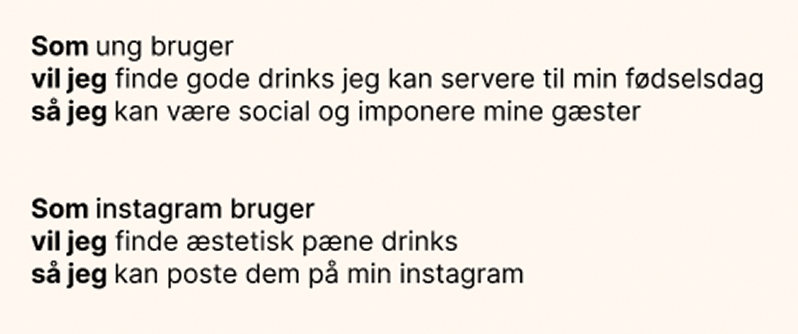 Som ung bruger
vil jeg finde gode drinks jeg kan servere til min fødselsdag
så jeg kan være social og imponere mine gæster
Som instagram bruger
vil jeg finde æstetisk pæne drinks
så jeg kan poste dem på min instagram